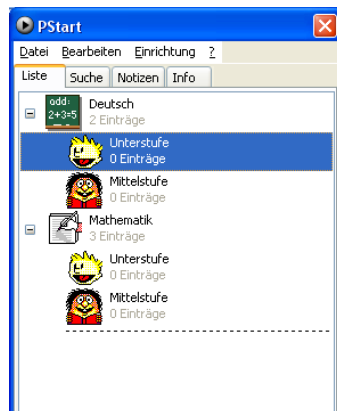 PStart
Datei Bearbeiten Einrichtung ?
Liste Suche Notizen Info
add:
2+3=5
Deutsch
2 Einträge
Unterstufe
0 Einträge
Mittelstufe
0 Einträge
Mathematik
3 Einträge
Unterstufe
0 Einträge
Mittelstufe
0 Einträge